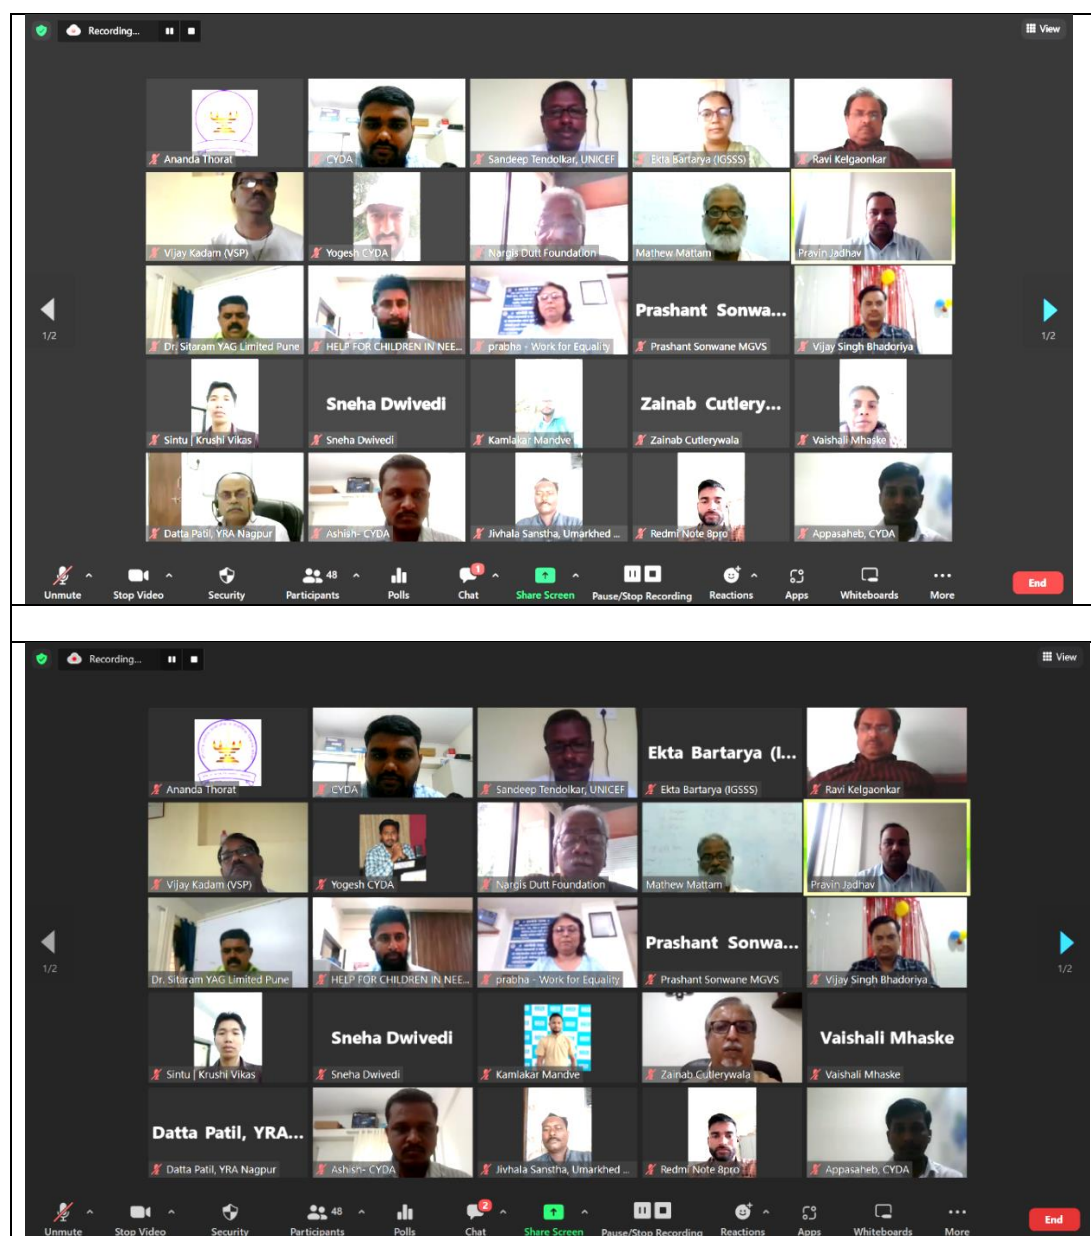 Recording...
View
Ananda Thorat
CYDA
Sandeep Tendolkar, UNICEF
Ekta Bartarya (IGSSS)
Ravi Kelgaonkar
Vijay Kadam (VSP)
Yogesh CYDA
Nargis Dutt Foundation
Mathew Mattam
Pravin Jadhav
1/2
1/2
Dr. Sitaram YAG Limited Pune
HELP FOR CHILDREN IN NEE...
prabha - Work for Equality
Prashant Sonwa...
Prashant Sonwane MGVS
Vijay Singh Bhadoriya
Sintu | Krushi Vikas
Sneha Dwivedi
Sneha Dwivedi
Kamlakar Mandve
Zainab Cutlery...
Zainab Cutlerywala
Vaishali Mhaske
Datta Patil, YRA Nagpur
Ashish- CYDA
Jivhala Sanstha, Umarkhed ...
Redmi Note 8pro
Appasaheb, CYDA
Unmute
Stop Video
Security
48
Participants
Polls
1
Chat
Share Screen
Pause/Stop Recording
Reactions
Apps
Whiteboards
More
End
Recording...
View
Ananda Thorat
CYDA
Sandeep Tendolkar, UNICEF
Ekta Bartarya (I...
Ekta Bartarya (IGSSS)
Ravi Kelgaonkar
Vijay Kadam (VSP)
Yogesh CYDA
Nargis Dutt Foundation
Mathew Mattam
Pravin Jadhav
1/2
1/2
Dr. Sitaram YAG Limited Pune
HELP FOR CHILDREN IN NEE...
prabha - Work for Equality
Prashant Sonwa...
Prashant Sonwane MGVS
Vijay Singh Bhadoriya
Sintu | Krushi Vikas
Sneha Dwivedi
Sneha Dwivedi
Kamlakar Mandve
Zainab Cutlerywala
Vaishali Mhaske
Vaishali Mhaske
Datta Patil, YRA...
Datta Patil, YRA Nagpur
Ashish- CYDA
Jivhala Sanstha, Umarkhed ...
Redmi Note 8pro
Appasaheb, CYDA
Unmute
Stop Video
Security
48
Participants
Polls
2
Chat
Share Screen
Pause/Stop Recording
Reactions
Apps
Whiteboards
More
End